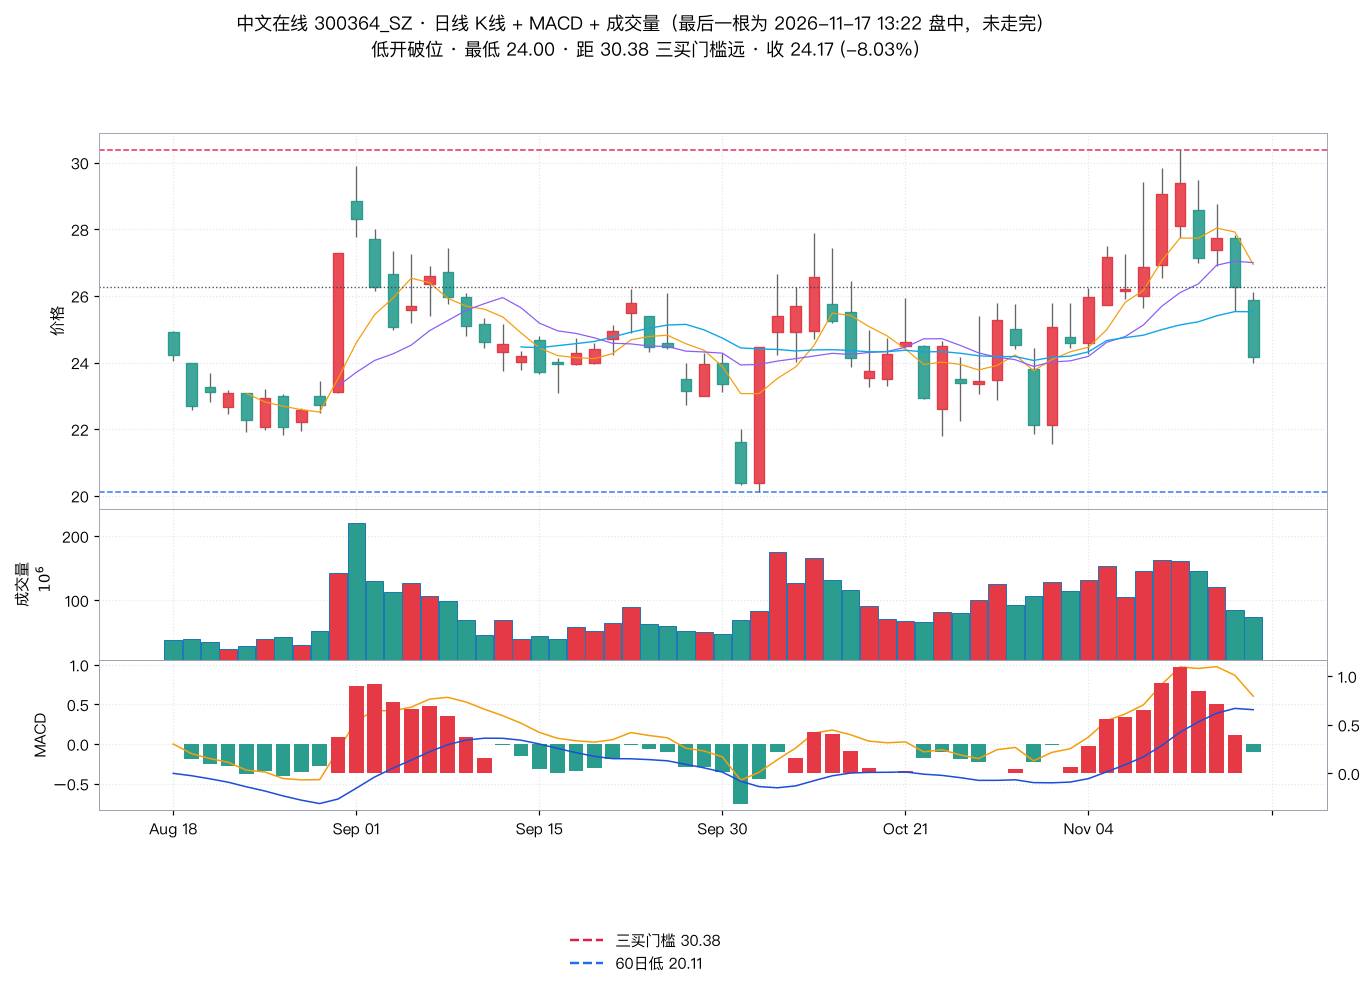 中文在线 300364_SZ · 日线 K线 + MACD + 成交量（最后一根为 2026−11−17 13:22 盘中，未走完）
低开破位 · 最低 24.00 · 距 30.38 三买门槛远 · 收 24.17 (−8.03%)
价格
30
28
26
24
22
20
成交量
10⁶
200
100
MACD
1.0
0.5
0.0
−0.5
1.0
0.5
0.0
Aug 18
Sep 01
Sep 15
Sep 30
Oct 21
Nov 04
三买门槛 30.38
60日低 20.11